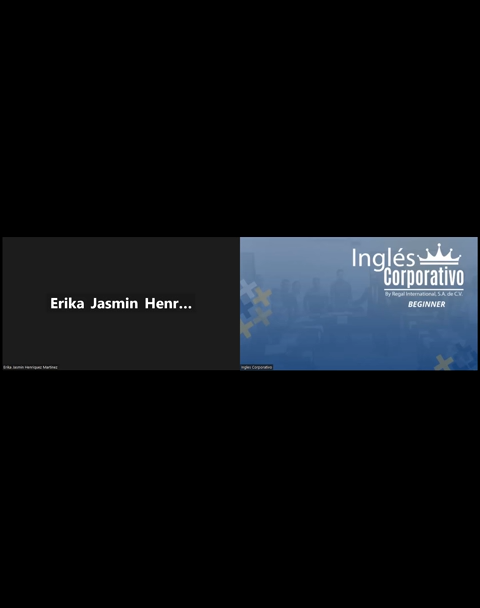 Erika Jasmin Henr...
Erika Jasmin Henriquez Martinez
Inglés
Corporativo
By Regal International, S.A. de C.V.
BEGINNER
Ingles Corporativo